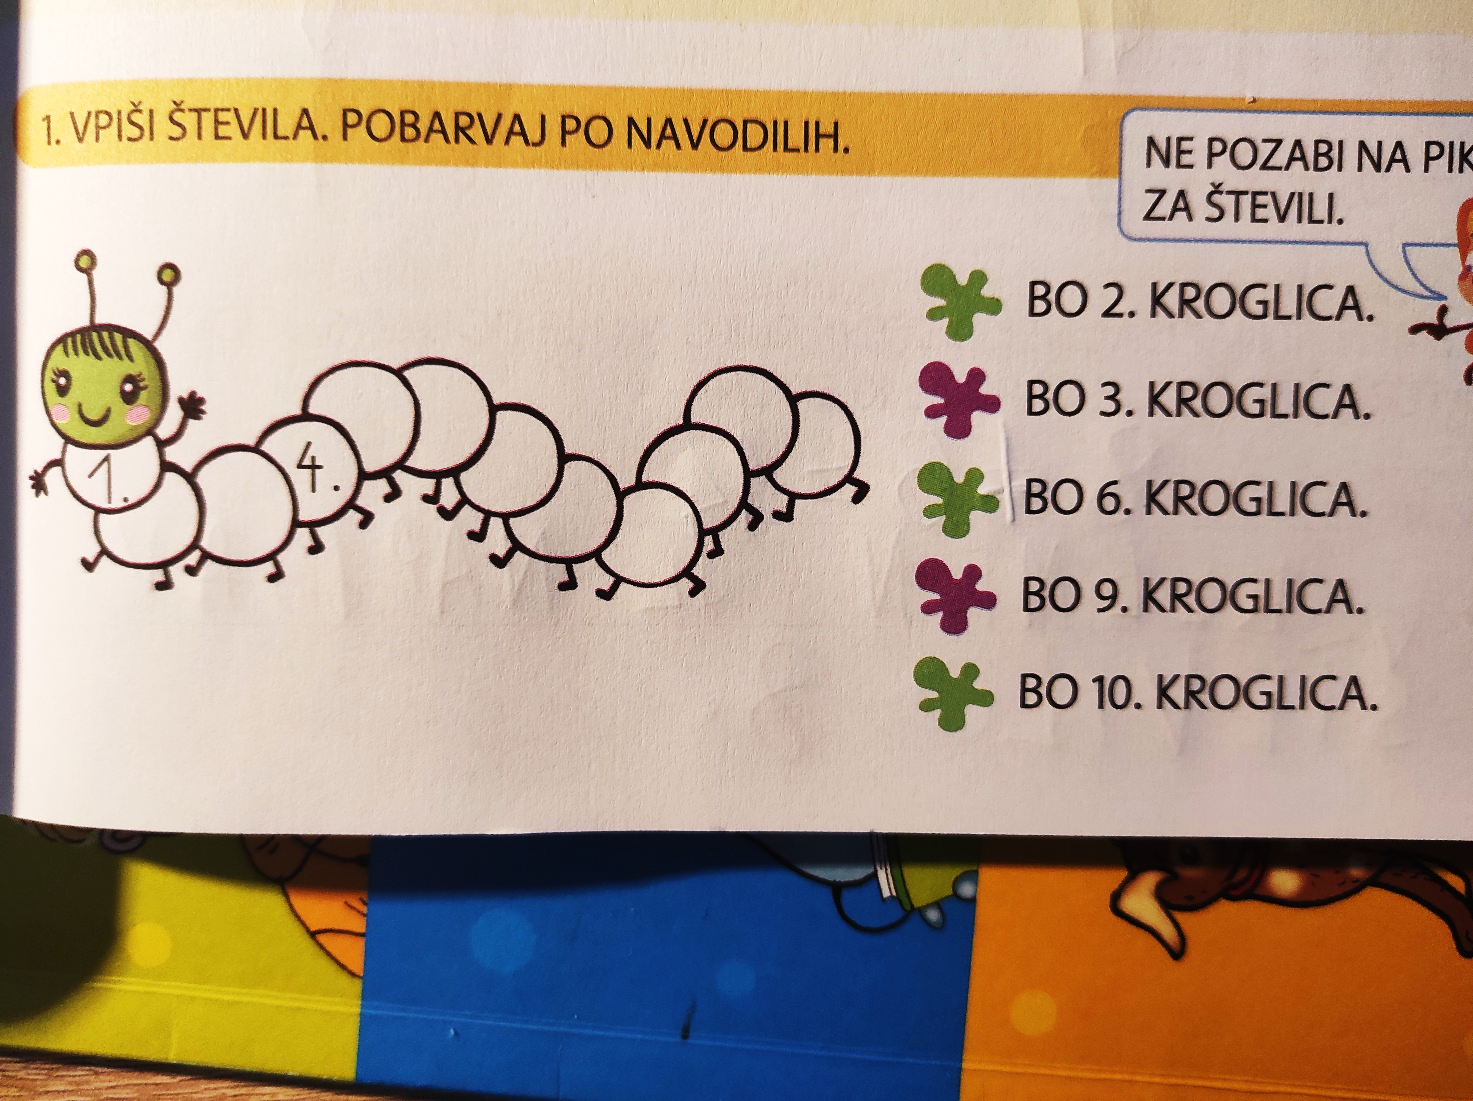 1. VPIŠI ŠTEVILA. POBARVAJ PO NAVODILIH.
NE POZABI NA
ZA ŠTEVILI.
1.
4.
BO 2. KROGLICA.
BO 3. KROGLICA.
BO 6. KROGLICA.
BO 9. KROGLICA.
BO 10. KROGLICA.